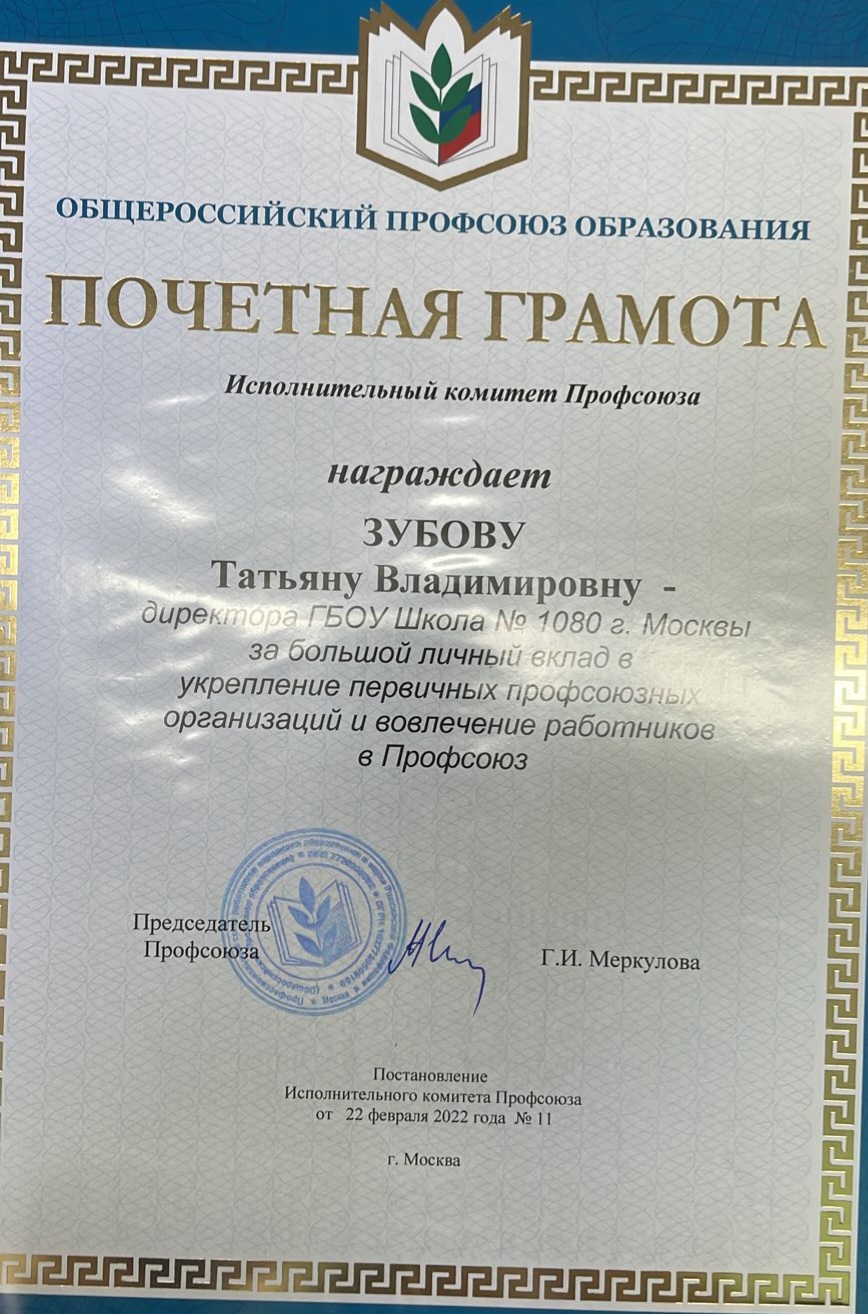 ОБЩЕРОССИЙСКИЙ ПРОФСОЮЗ ОБРАЗОВАНИЯ
ПОЧЕТНАЯ ГРАМОТА
Исполнительный комитет Профсоюза
награждает
ЗУБОВУ
Татьяну Владимировну -
директора ГБОУ Школа № 1080 г. Москвы
за большой личный вклад в
укрепление первичных профсоюзных
организаций и вовлечение работников
в Профсоюз
Председатель
Профсоюза
Г.И. Меркулова
Постановление
Исполнительного комитета Профсоюза
от 22 февраля 2022 года № 11
г. Москва